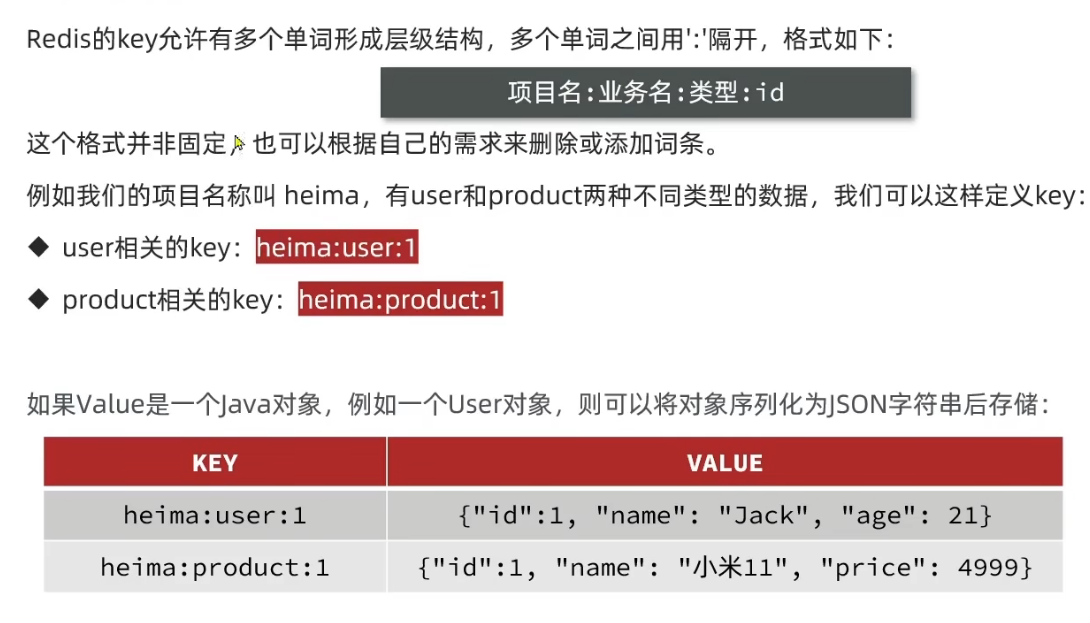 Redis的key允许有多个单词形成层级结构，多个单词之间用':'隔开，格式如下：
项目名:业务名:类型:id
这个格式并非固定，也可以根据自己的需求来删除或添加词条。
例如我们的项目名称叫 heima，有user和product两种不同类型的数据，我们可以这样定义key：
◆ user相关的key：heima:user:1
◆ product相关的key：heima:product:1
如果Value是一个Java对象，例如一个User对象，则可以将对象序列化为JSON字符串后存储：
KEY VALUE
heima:user:1 {"id":1, "name": "Jack", "age": 21}
heima:product:1 {"id":1, "name": "小米11", "price": 4999}